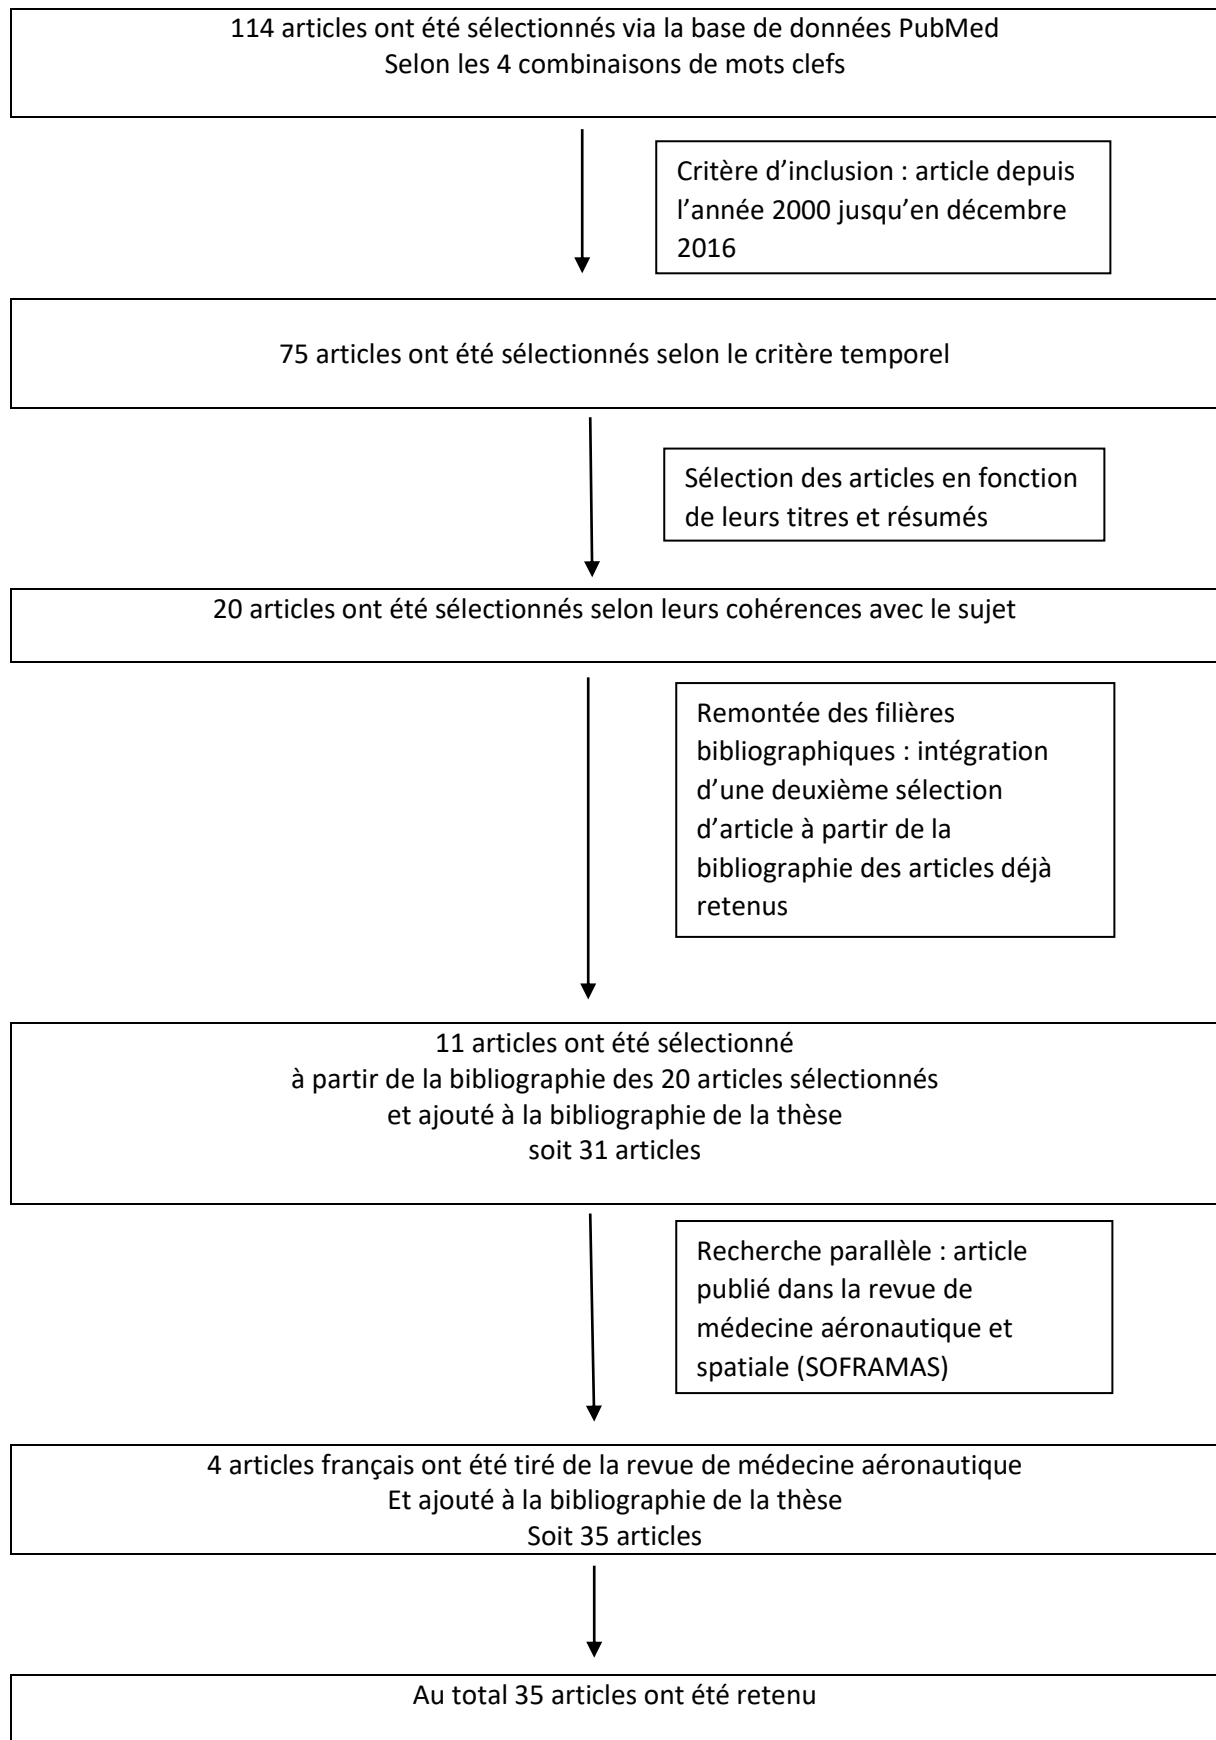 114 articles ont été sélectionnés via la base de données PubMed
Selon les 4 combinaisons de mots clefs
Critère d’inclusion : article depuis
l’année 2000 jusqu’en décembre
2016
75 articles ont été sélectionnés selon le critère temporel
Sélection des articles en fonction
de leurs titres et résumés
20 articles ont été sélectionnés selon leurs cohérences avec le sujet
Remontée des filières
bibliographiques : intégration
d’une deuxième sélection
d’article à partir de la
bibliographie des articles déjà
retenus
11 articles ont été sélectionné
à partir de la bibliographie des 20 articles sélectionnés
et ajouté à la bibliographie de la thèse
soit 31 articles
Recherche parallèle : article
publié dans la revue de
médecine aéronautique et
spatiale (SOFRAMAS)
4 articles français ont été tiré de la revue de médecine aéronautique
Et ajouté à la bibliographie de la thèse
Soit 35 articles
Au total 35 articles ont été retenu